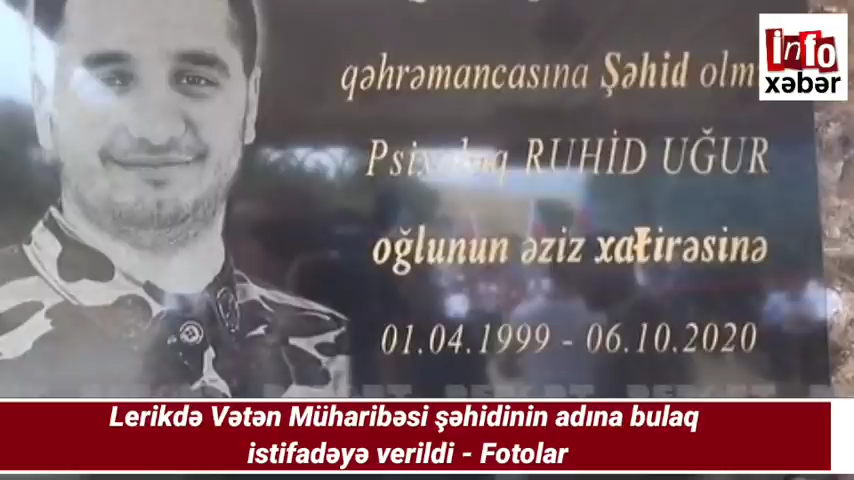 info
xəbər
qəhrəmancasına Şəhid olm
RUHİD UĞUR
oğlunun əziz xatirəsinə
01.04.1999 - 06.10.2020
Lerikdə Vətən Müharibəsi şəhidinin adına bulaq
istifadəyə verildi - Fotolar